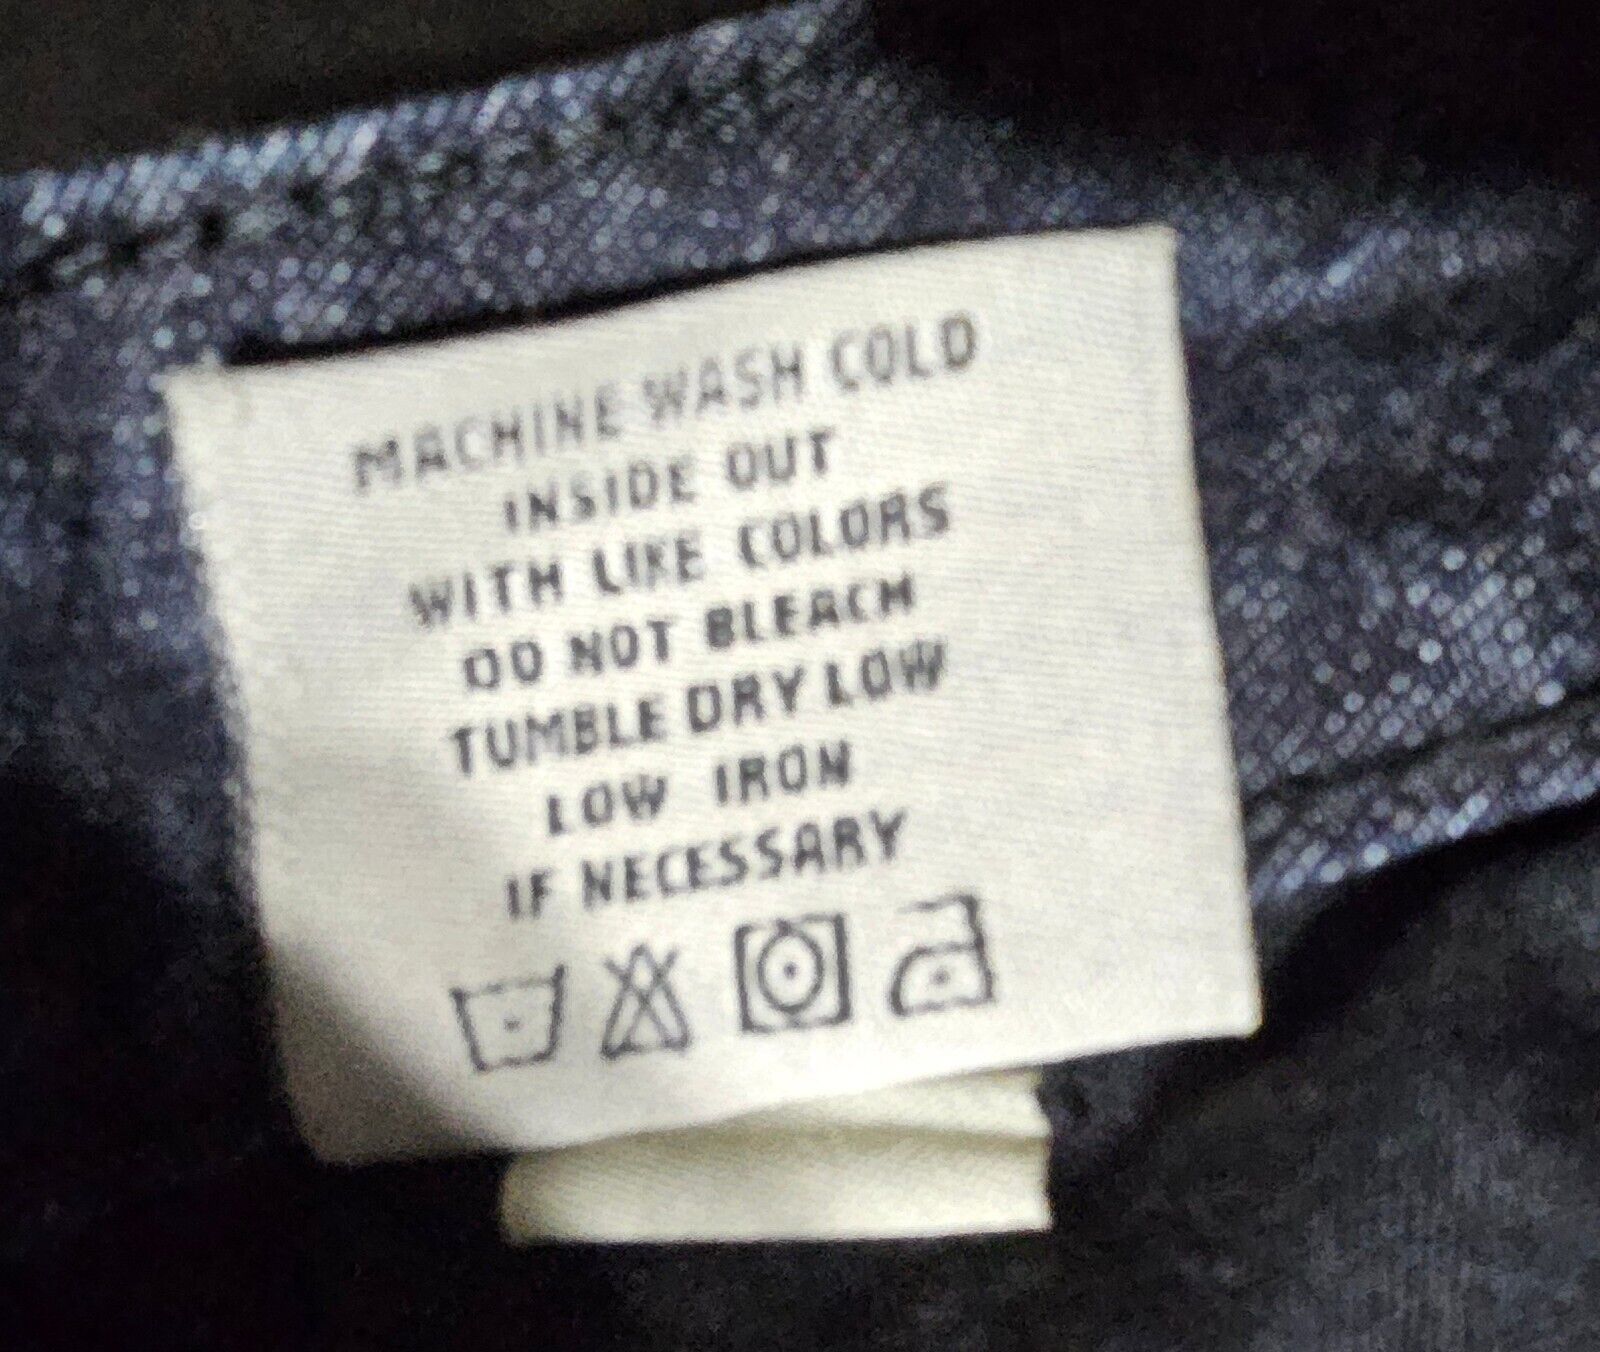 MACHINE WASH COLD
INSIDE OUT
WITH LIKE COLORS
DO NOT BLEACH
TUMBLE DRY LOW
LOW IRON
IF NECESSARY